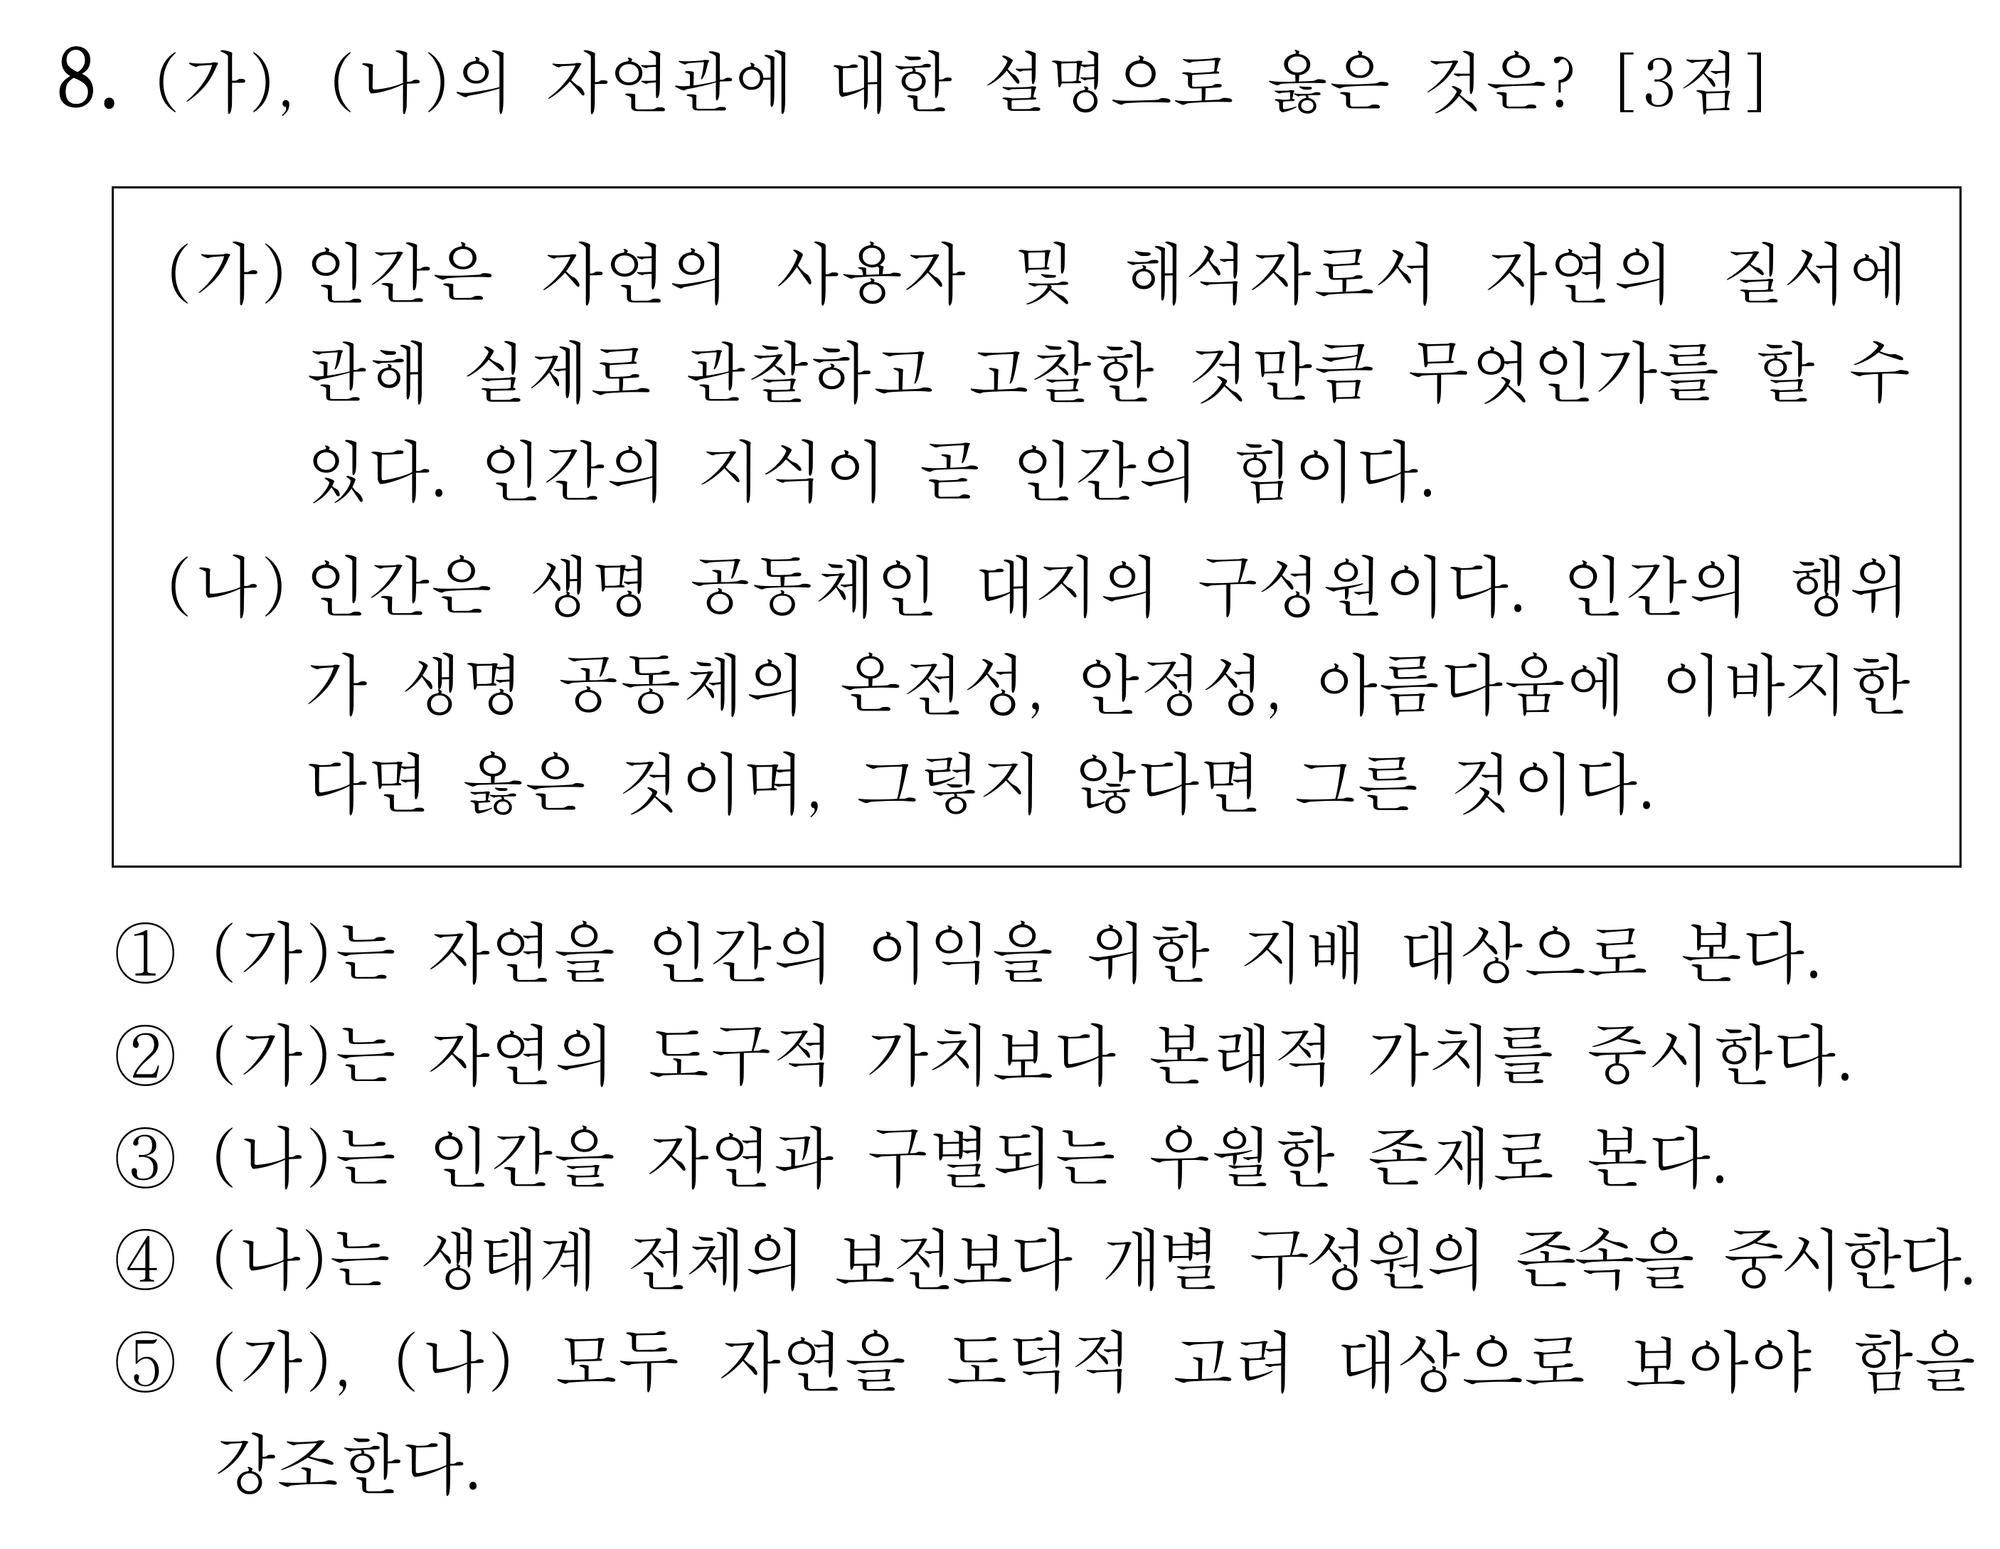 8. (가), (나)의 자연관에 대한 설명으로 옳은 것은? [3점]
(가) 인간은 자연의 사용자 및 해석자로서 자연의 질서에
관해 실제로 관찰하고 고찰한 것만큼 무엇인가를 할 수
있다. 인간의 지식이 곧 인간의 힘이다.
(나) 인간은 생명 공동체인 대지의 구성원이다. 인간의 행위
가 생명 공동체의 온전성, 안정성, 아름다움에 이바지한
다면 옳은 것이며, 그렇지 않다면 그른 것이다.
① (가)는 자연을 인간의 이익을 위한 지배 대상으로 본다.
② (가)는 자연의 도구적 가치보다 본래적 가치를 중시한다.
③ (나)는 인간을 자연과 구별되는 우월한 존재로 본다.
④ (나)는 생태계 전체의 보전보다 개별 구성원의 존속을 중시한다.
⑤ (가), (나) 모두 자연을 도덕적 고려 대상으로 보아야 함을
강조한다.